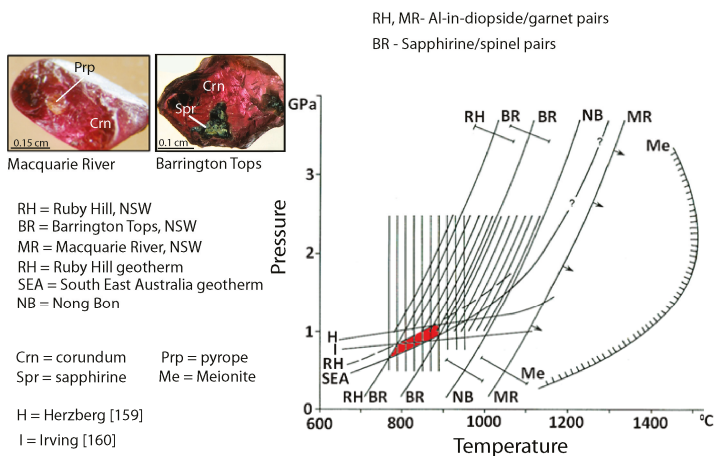 RH, MR- Al-in-diopside/garnet pairs
BR - Sapphirine/spinel pairs
Prp
Crn
0.15 cm
Macquarie River
Crn
Spr
0.1 cm
Barrington Tops
RH = Ruby Hill, NSW
BR = Barrington Tops, NSW
MR = Macquarie River, NSW
RH = Ruby Hill geotherm
SEA = South East Australia geotherm
NB = Nong Bon
Crn = corundum Prp = pyrope
Spr = sapphirine Me = Meionite
H = Herzberg [159]
I = Irving [160]
GPa
RH BR BR NB MR
? Me
3
?
2
Pressure
1
H
I
RH
SEA
Me
RH BR BR NB MR
0
600 800 1000 1200 1400 °C
Temperature